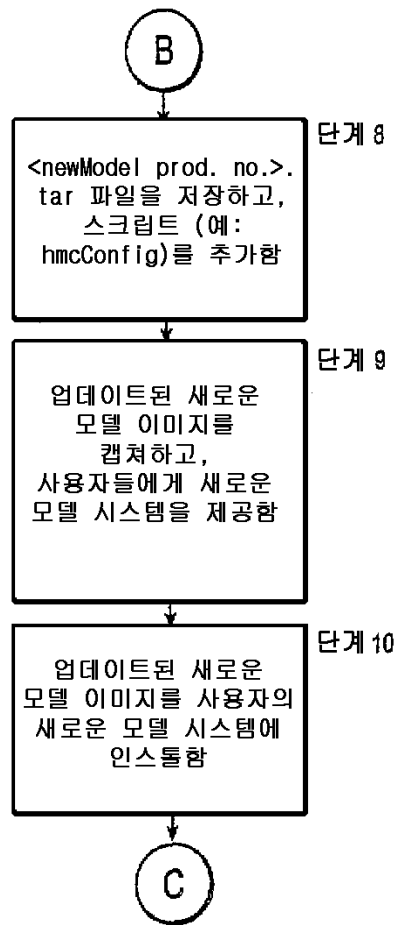 B
단계 8
<newModel prod. no.>.
tar 파일을 저장하고,
스크립트 (예:
hmcConfig)를 추가함
단계 9
업데이트된 새로운
모델 이미지를
캡쳐하고,
사용자들에게 새로운
모델 시스템을 제공함
단계 10
업데이트된 새로운
모델 이미지를 사용자의
새로운 모델 시스템에
인스톨함
C